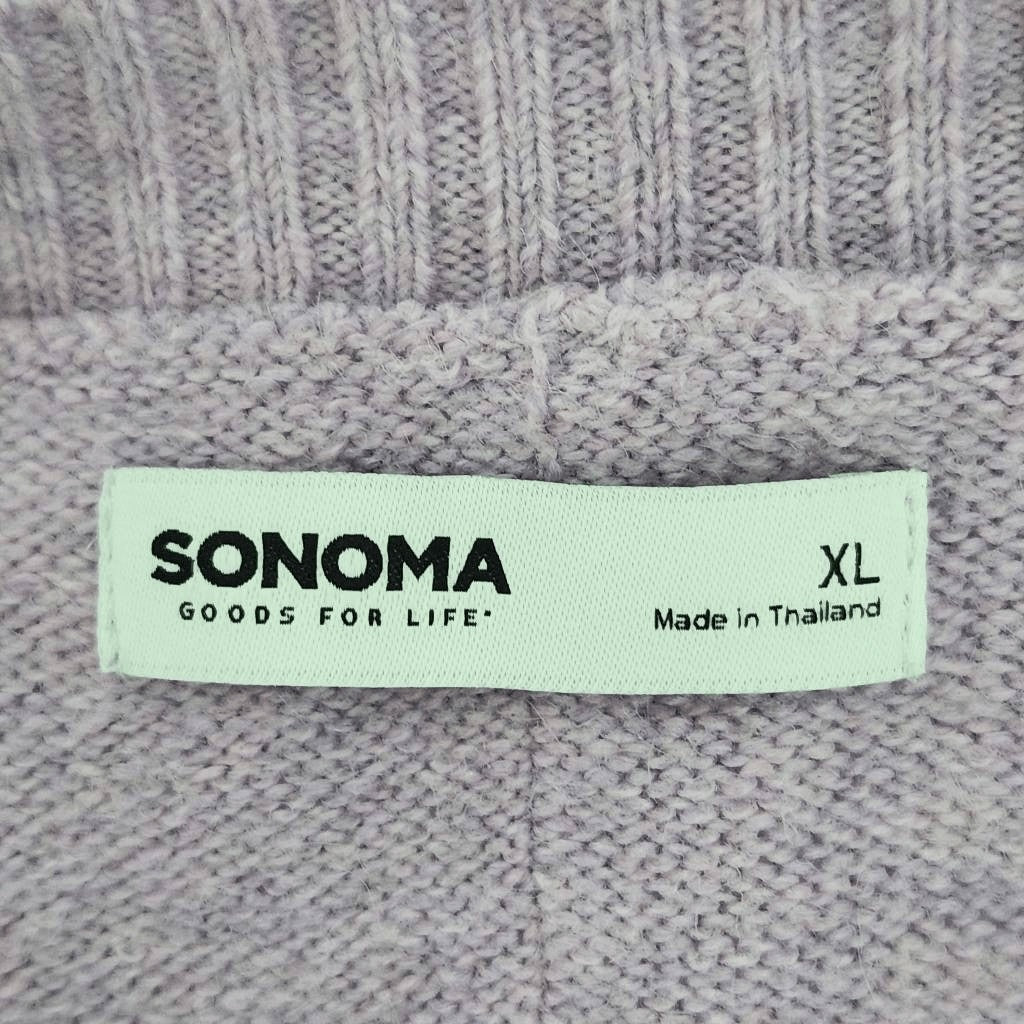 SONOMA
GOODS FOR LIFE
XL
Made in Thailand